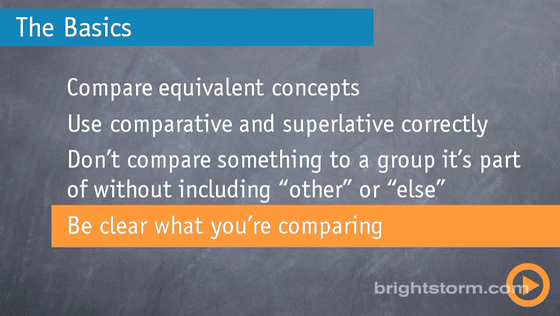 The Basics
Compare equivalent concepts
Use comparative and superlative correctly
Don’t compare something to a group it’s part
of without including “other” or “else”
Be clear what you’re comparing
brightstorm.com